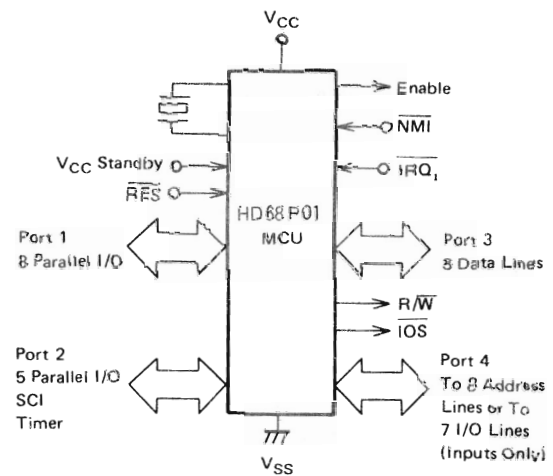 VCC
Enable
NMI
VCC Standby
IRQ1
RES
HD68P01
MCU
Port 1
8 Parallel I/O
Port 3
8 Data Lines
R/W
IOS
Port 2
5 Parallel I/O
SCI
Timer
Port 4
To 8 Address
Lines or To
7 I/O Lines
(Inputs Only)
VSS